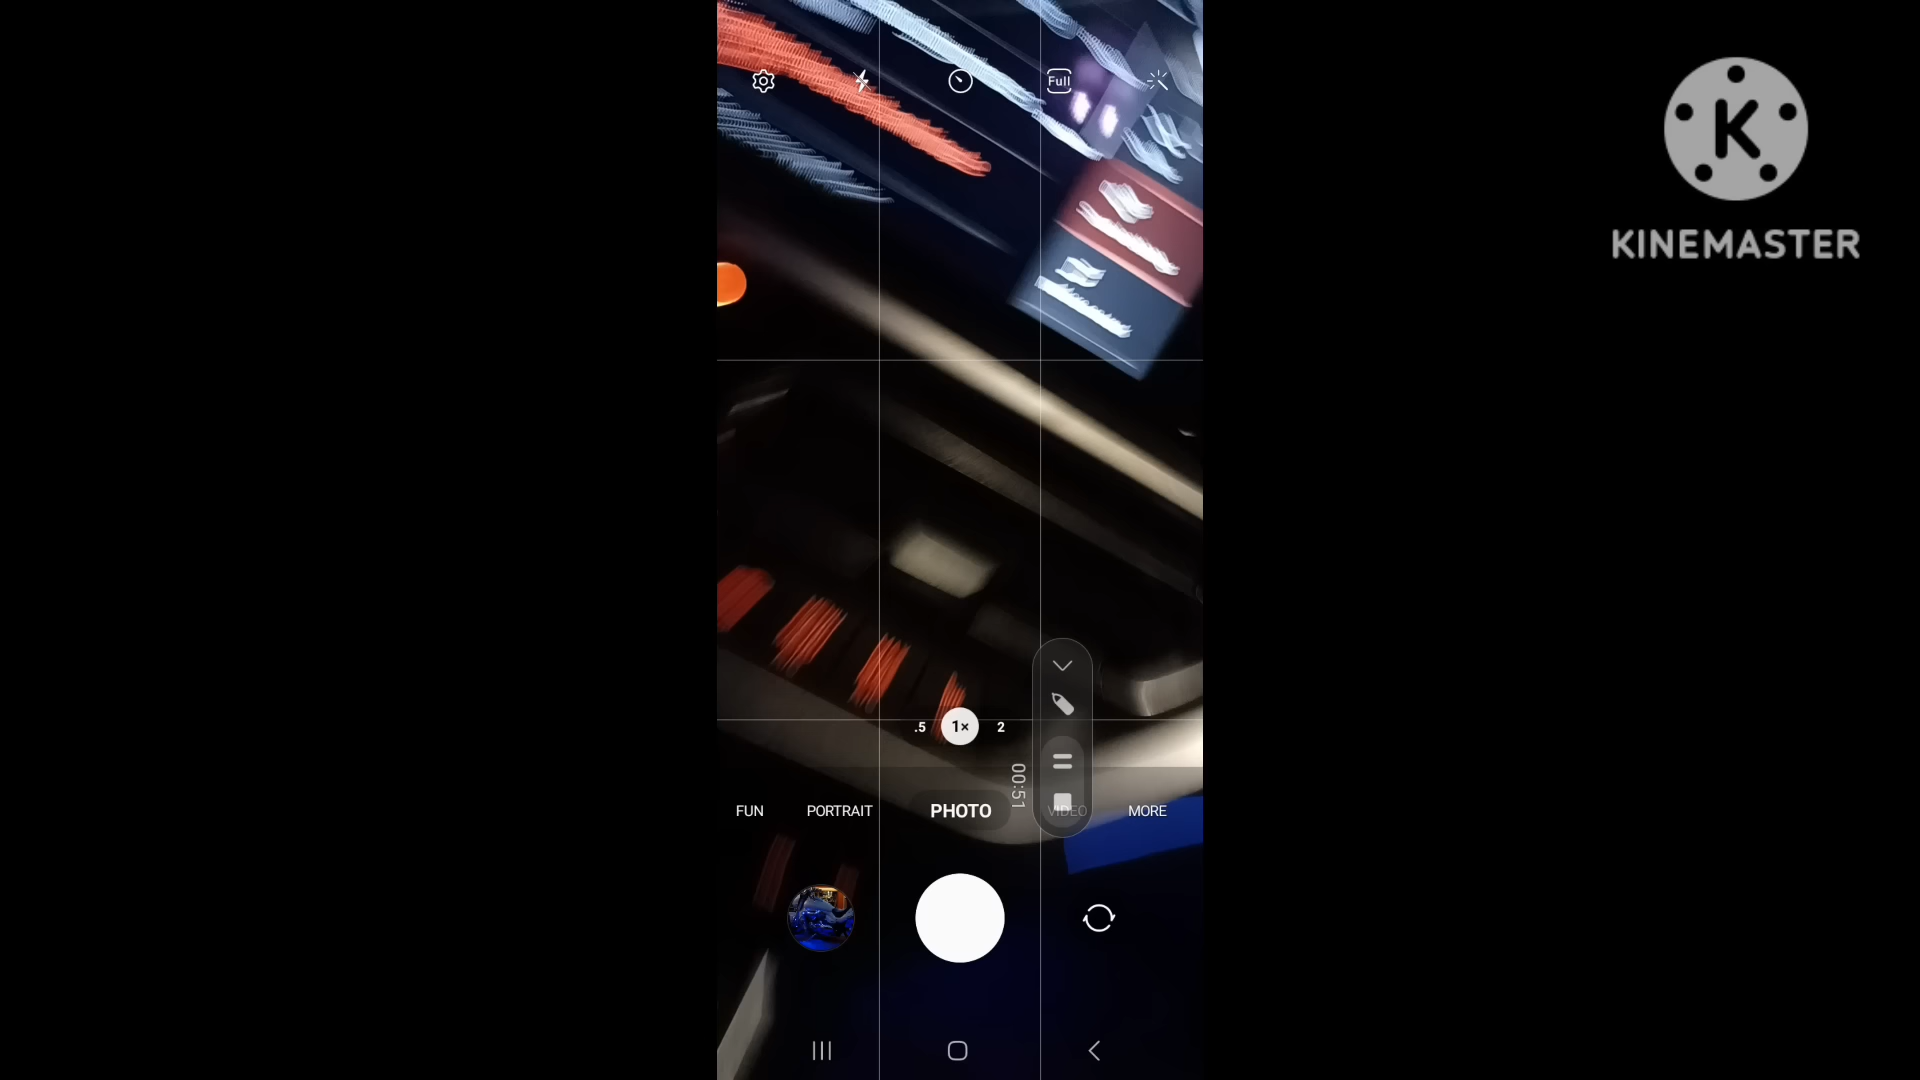 Full
K
KINEMASTER
.5 1× 2
00:51
FUN PORTRAIT PHOTO VIDEO MORE